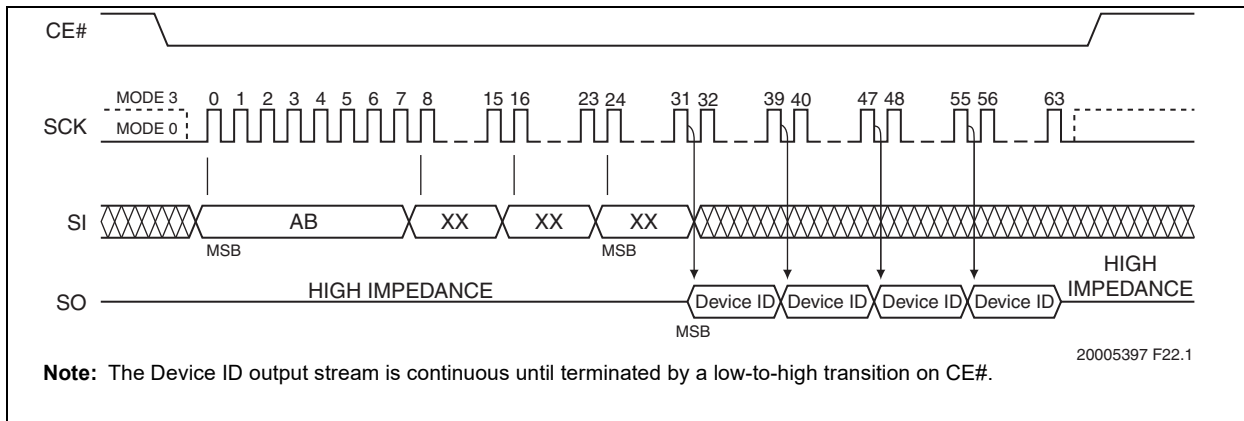 CE#
MODE 3 0 1 2 3 4 5 6 7 8 15 16 23 24 31 32 39 40 47 48 55 56 63
SCK MODE 0
SI AB XX XX XX
MSB MSB
HIGH
SO HIGH IMPEDANCE Device ID Device ID Device ID Device ID IMPEDANCE
MSB
20005397 F22.1
Note: The Device ID output stream is continuous until terminated by a low-to-high transition on CE#.